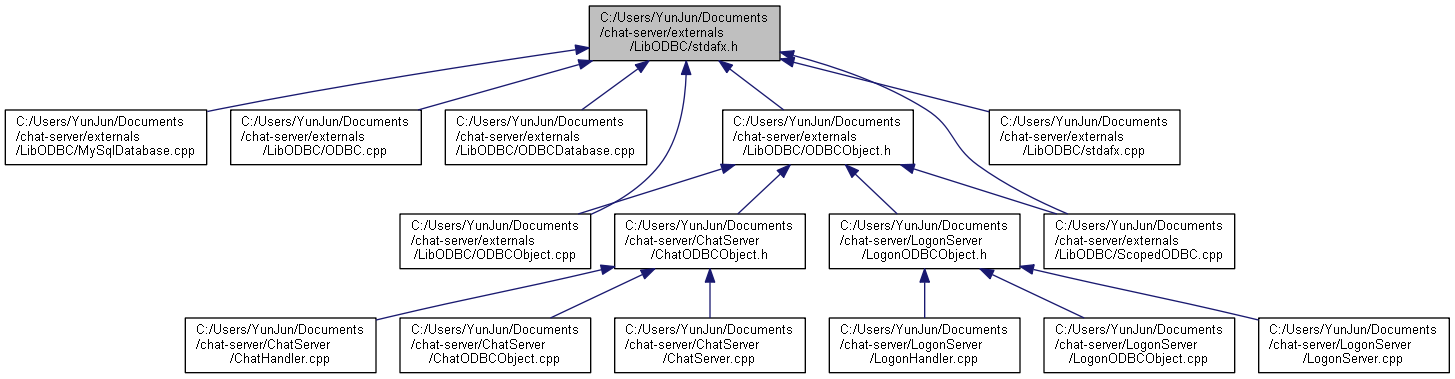 C:/Users/YunJun/Documents
/chat-server/externals
/LibODBC/stdafx.h
C:/Users/YunJun/Documents
/chat-server/externals
/LibODBC/MySqlDatabase.cpp
C:/Users/YunJun/Documents
/chat-server/externals
/LibODBC/ODBC.cpp
C:/Users/YunJun/Documents
/chat-server/externals
/LibODBC/ODBCDatabase.cpp
C:/Users/YunJun/Documents
/chat-server/externals
/LibODBC/ODBCObject.h
C:/Users/YunJun/Documents
/chat-server/externals
/LibODBC/stdafx.cpp
C:/Users/YunJun/Documents
/chat-server/externals
/LibODBC/ODBCObject.cpp
C:/Users/YunJun/Documents
/chat-server/ChatServer
/ChatODBCObject.h
C:/Users/YunJun/Documents
/chat-server/LogonServer
/LogonODBCObject.h
C:/Users/YunJun/Documents
/chat-server/externals
/LibODBC/ScopedODBC.cpp
C:/Users/YunJun/Documents
/chat-server/ChatServer
/ChatHandler.cpp
C:/Users/YunJun/Documents
/chat-server/ChatServer
/ChatODBCObject.cpp
C:/Users/YunJun/Documents
/chat-server/ChatServer
/ChatServer.cpp
C:/Users/YunJun/Documents
/chat-server/LogonServer
/LogonHandler.cpp
C:/Users/YunJun/Documents
/chat-server/LogonServer
/LogonODBCObject.cpp
C:/Users/YunJun/Documents
/chat-server/LogonServer
/LogonServer.cpp